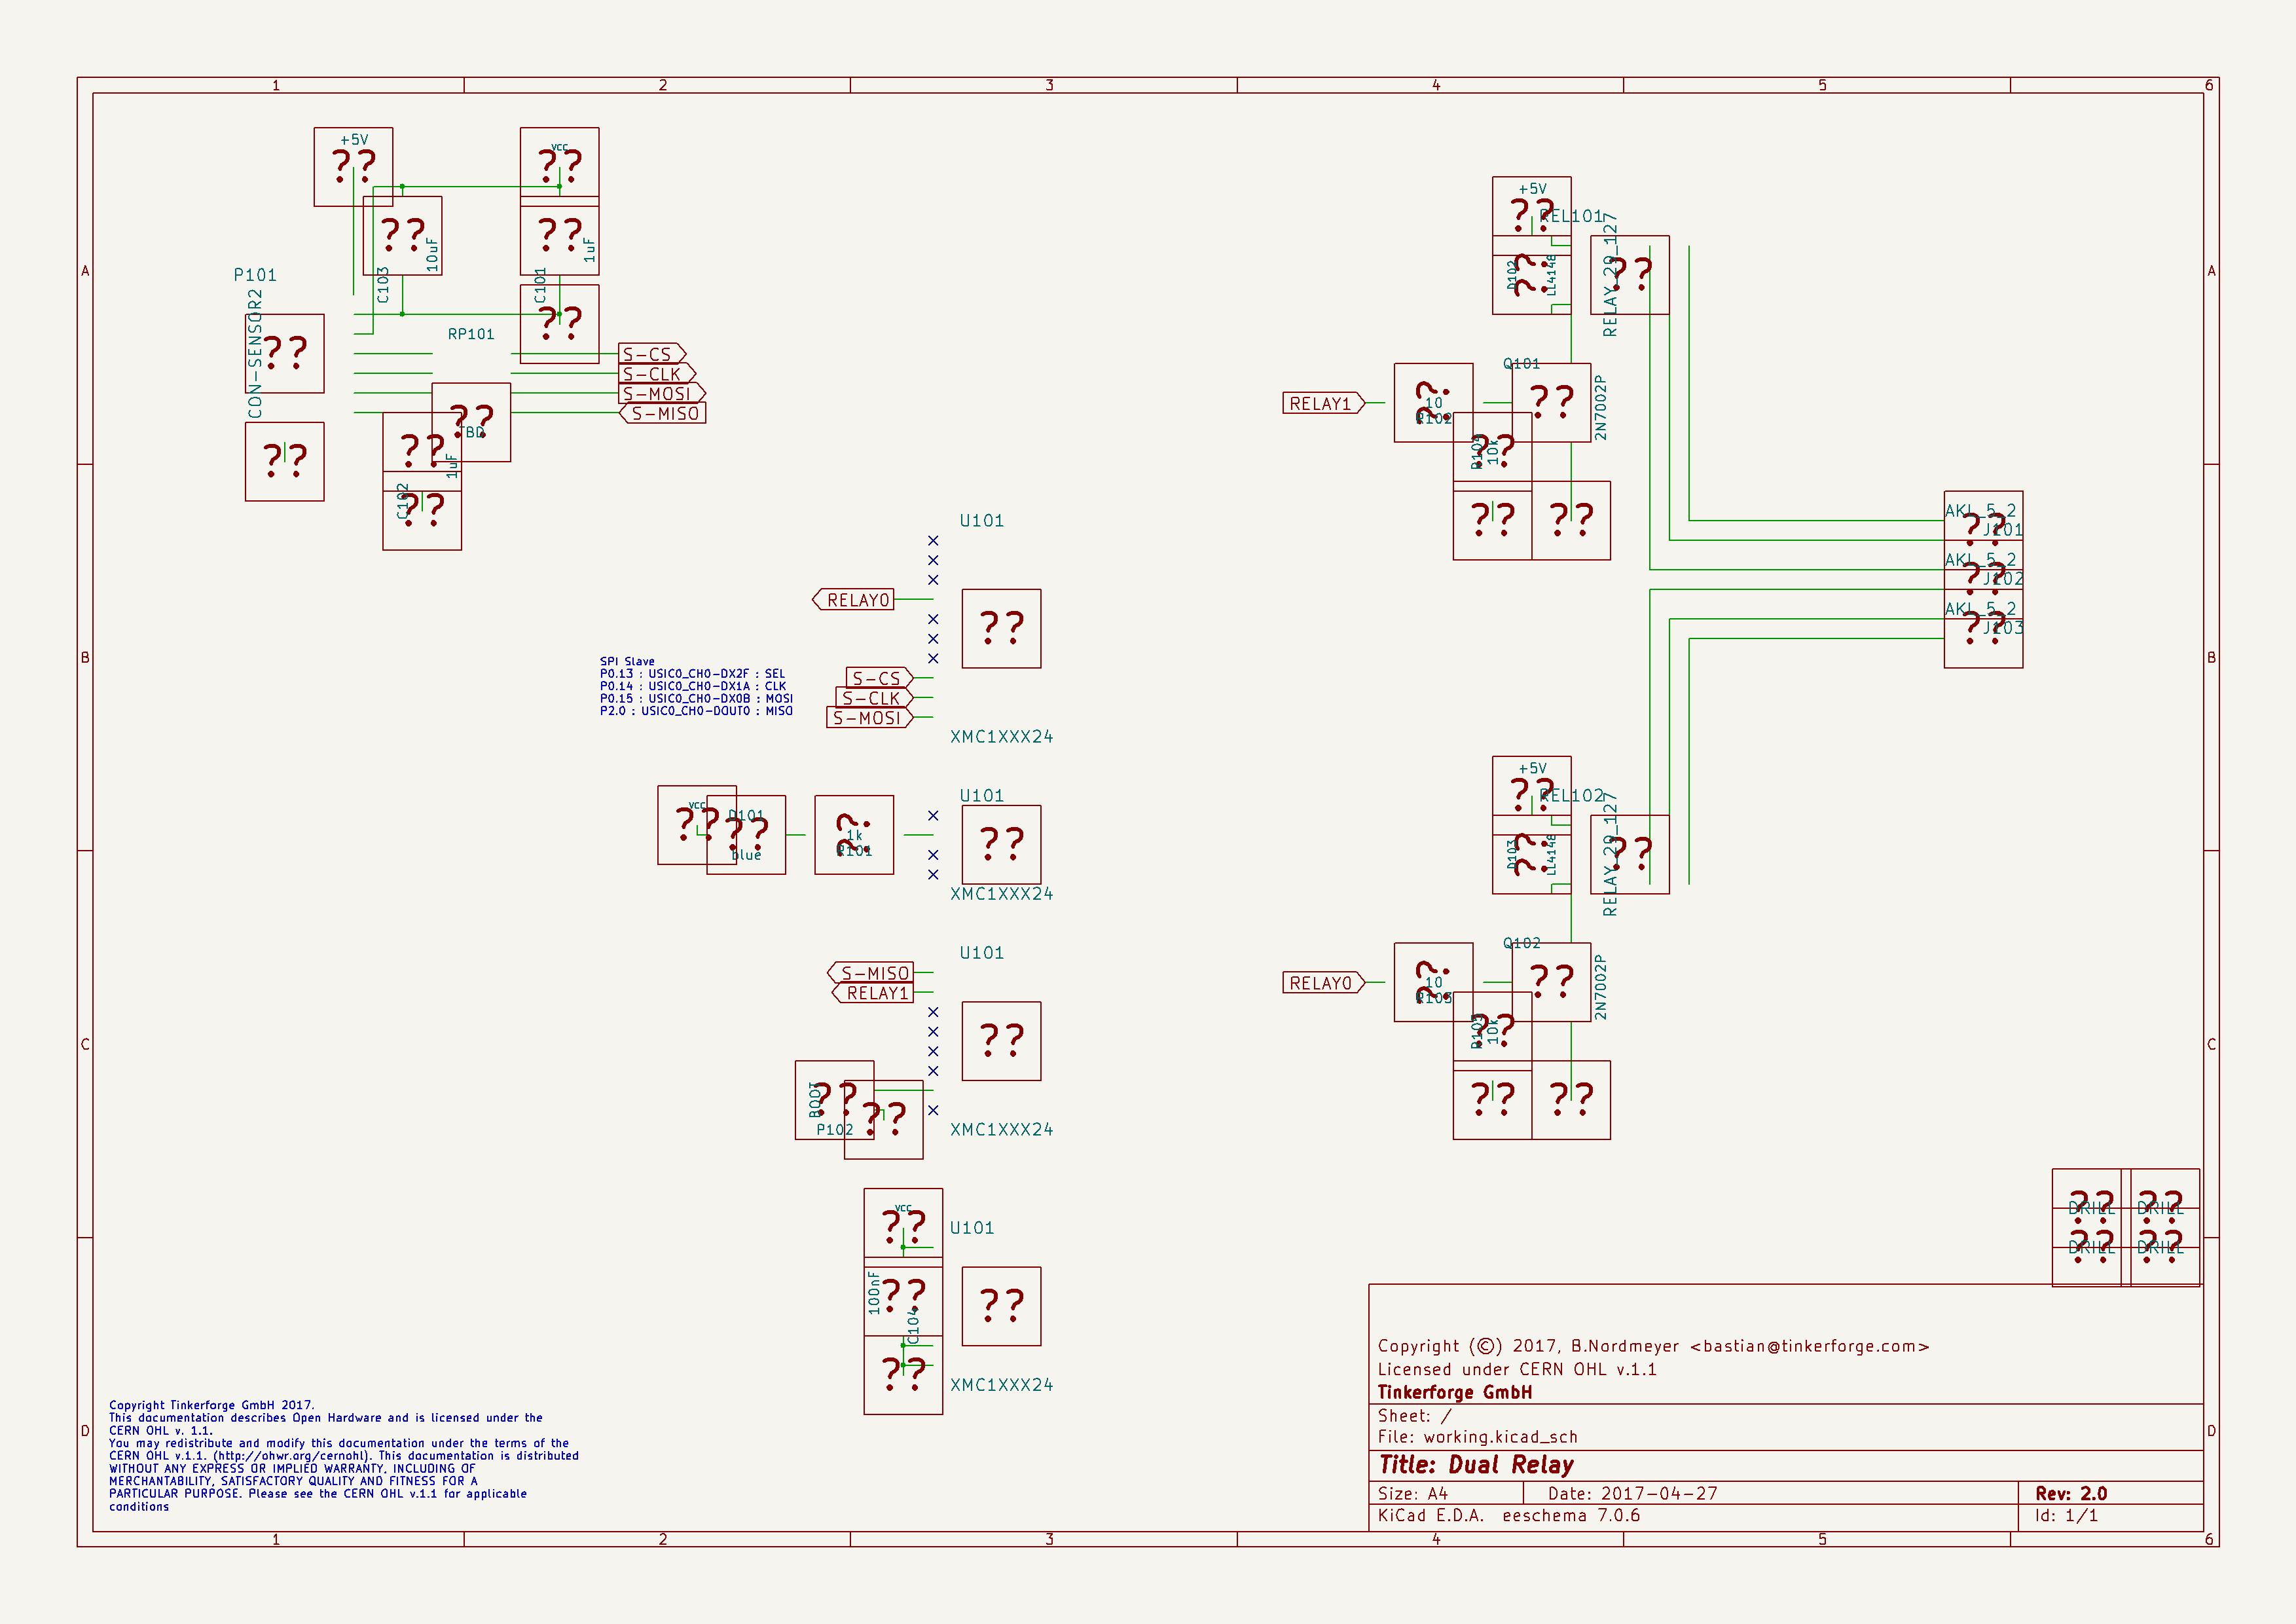 1 2 3 4 5 6
A
B
C
D
A
B
C
D
1 2 3 4 5 6
+5V
??
VCC
??
??
10uF
C103
??
1uF
C101
??
P101
CON-SENSOR2
??
??
RP101
??
TBD
??
1uF
C102
??
S-CS
S-CLK
S-MOSI
S-MISO
U101
RELAY0
??
S-CS
S-CLK
S-MOSI
XMC1XXX24
SPI Slave
P0.13 : USIC0_CH0-DX2F : SEL
P0.14 : USIC0_CH0-DX1A : CLK
P0.15 : USIC0_CH0-DX0B : MOSI
P2.0 : USIC0_CH0-DOUT0 : MISO
VCC
??
D101
??
blue
??
1k
R101
U101
??
XMC1XXX24
U101
S-MISO
RELAY1
??
BOOT
??
P102
??
XMC1XXX24
VCC
??
U101
100nF
??
C104
??
??
XMC1XXX24
+5V
??
REL101
D102
??
LL4148
RELAY_29_127
??
Q101
RELAY1
??
10
R102
??
2N7002P
??
10k
??
??
AKL_5_2
??
J101
AKL_5_2
??
J102
AKL_5_2
??
J103
+5V
??
REL102
D103
??
LL4148
RELAY_29_127
??
Q102
RELAY0
??
10
R103
??
2N7002P
??
10k
??
??
??
DRILL
??
DRILL
??
DRILL
??
DRILL
Copyright Tinkerforge GmbH 2017.
This documentation describes Open Hardware and is licensed under the
CERN OHL v. 1.1.
You may redistribute and modify this documentation under the terms of the
CERN OHL v.1.1. (http://ohwr.org/cernohl). This documentation is distributed
WITHOUT ANY EXPRESS OR IMPLIED WARRANTY, INCLUDING OF
MERCHANTABILITY, SATISFACTORY QUALITY AND FITNESS FOR A
PARTICULAR PURPOSE. Please see the CERN OHL v.1.1 for applicable
conditions
Copyright (©) 2017, B.Nordmeyer <bastian@tinkerforge.com>
Licensed under CERN OHL v.1.1
Tinkerforge GmbH
Sheet: /
File: working.kicad_sch
Title: Dual Relay
Size: A4 Date: 2017-04-27 Rev: 2.0
KiCad E.D.A. eeschema 7.0.6 Id: 1/1